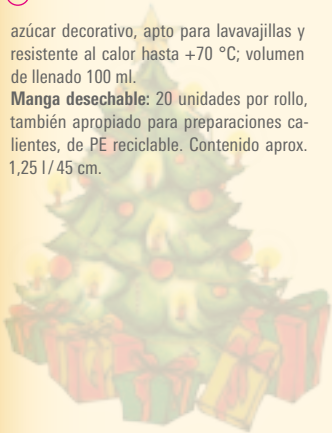 azúcar decorativo, apto para lavavajillas y
resistente al calor hasta +70 °C; volumen
de llenado 100 ml.
Manga desechable: 20 unidades por rollo,
también apropiado para preparaciones ca-
lientes, de PE reciclable. Contenido aprox.
1,25 l / 45 cm.